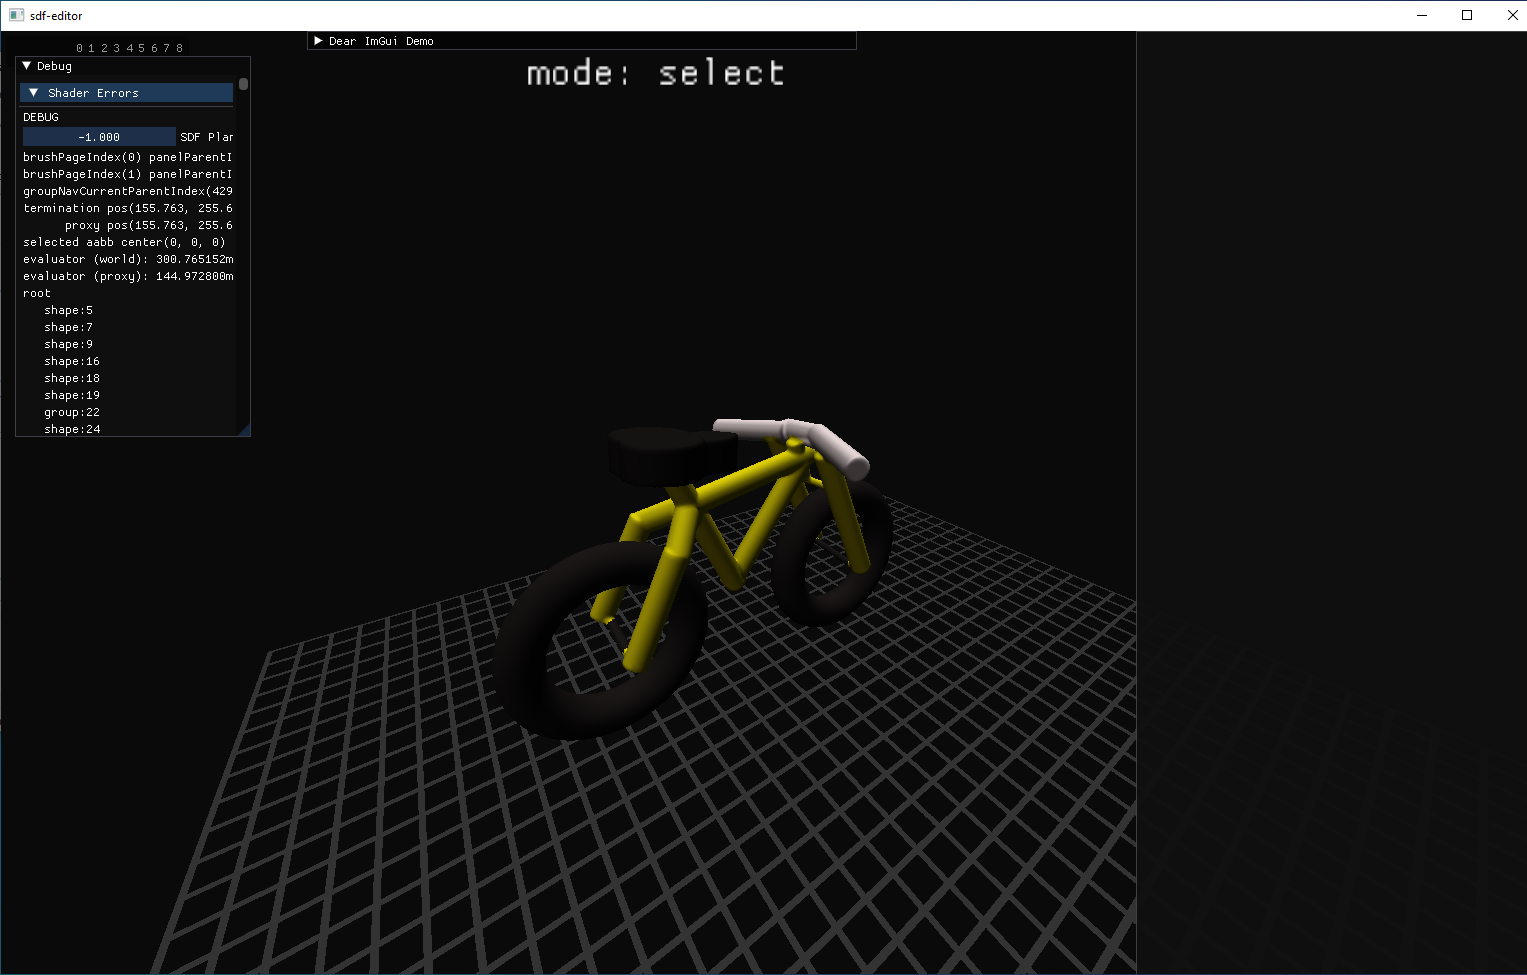 sdf-editor
0 1 2 3 4 5 6 7 8
Dear ImGui Demo
mode: select
Debug
Shader Errors
DEBUG
-1.000 SDF Plan
brushPageIndex(0) panelParentI
brushPageIndex(1) panelParentI
groupNavCurrentParentIndex(429
termination pos(155.763, 255.6
proxy pos(155.763, 255.6
selected aabb center(0, 0, 0)
evaluator (world): 300.765152m
evaluator (proxy): 144.972800m
root
shape:5
shape:7
shape:9
shape:16
shape:18
shape:19
group:22
shape:24